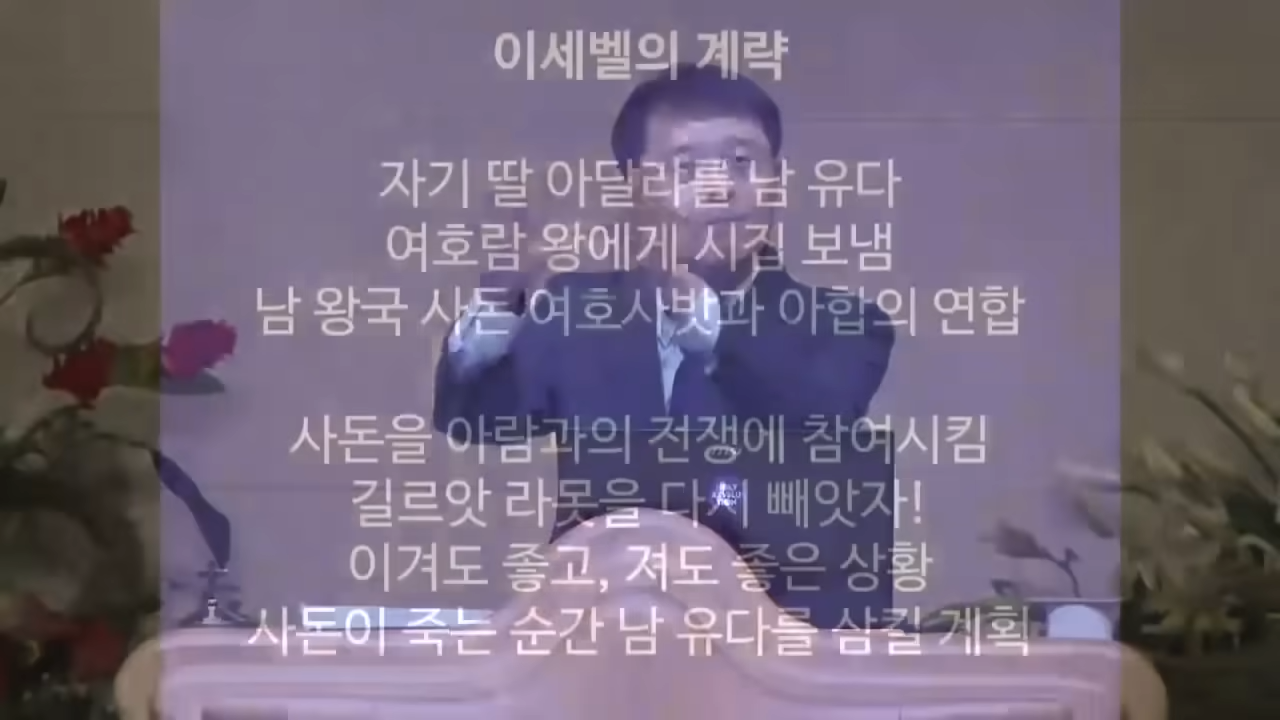 이세벨의 계략
자기 딸 아달랴를 남 유다
여호람 왕에게 시집 보냄
남 왕국 사돈 여호사밧과 아합의 연합
사돈을 아람과의 전쟁에 참여시킴
길르앗 라못을 다시 빼앗자!
이겨도 좋고, 져도 좋은 상황
사돈이 죽는 순간 남 유다를 삼킬 계획